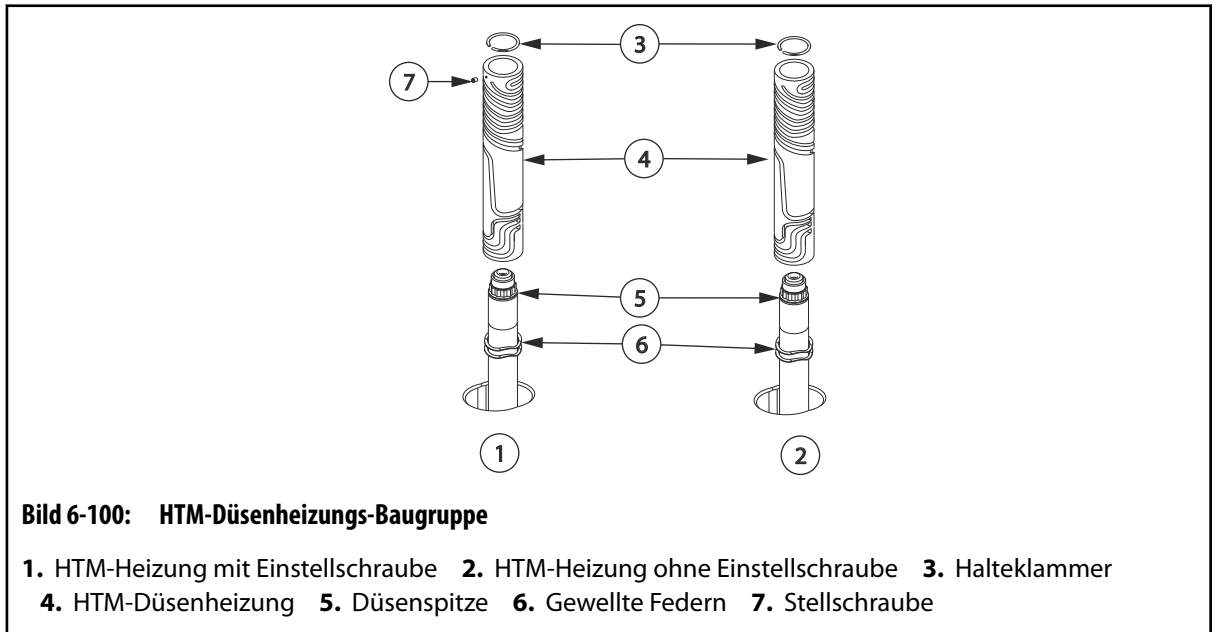 3
7
4
5
6
1 2
Bild 6-100: HTM-Düsenheizungs-Baugruppe
1. HTM-Heizung mit Einstellschraube 2. HTM-Heizung ohne Einstellschraube 3. Halteklammer
4. HTM-Düsenheizung 5. Düsenspitze 6. Gewellte Federn 7. Stellschraube